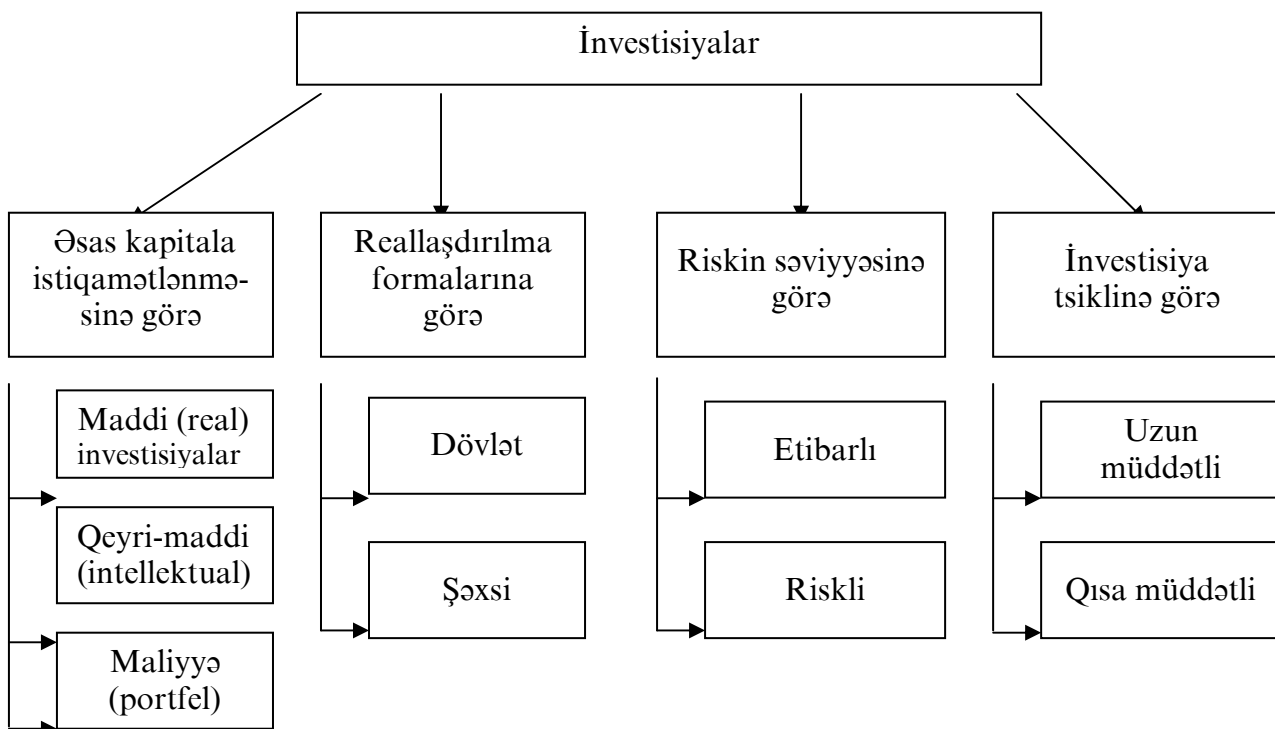 İnvestisiyalar
Əsas kapitala
istiqamətlənmə-
sinə görə
Reallaşdırılma
formalarına
görə
Riskin səviyyəsinə
görə
İnvestisiya
tsiklinə görə
Maddi (real)
investisiyalar
Qeyri-maddi
(intellektual)
Maliyyə
(portfel)
Dövlət
Şəxsi
Etibarlı
Riskli
Uzun
müddətli
Qısa müddətli